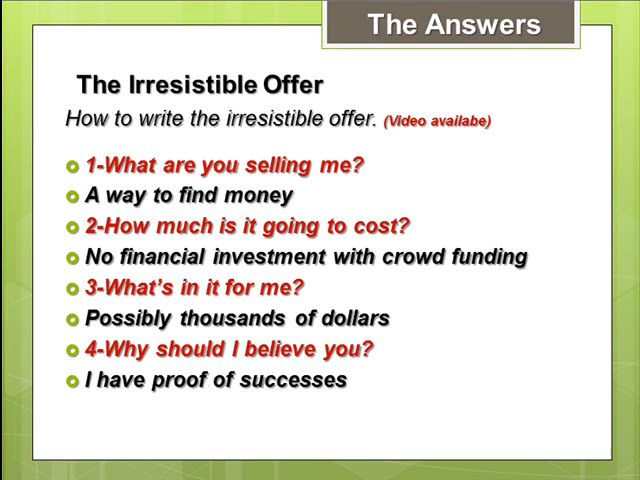 The Answers
The Irresistible Offer
How to write the irresistible offer. (Video availabe)
1-What are you selling me?
A way to find money
2-How much is it going to cost?
No financial investment with crowd funding
3-What's in it for me?
Possibly thousands of dollars
4-Why should I believe you?
I have proof of successes